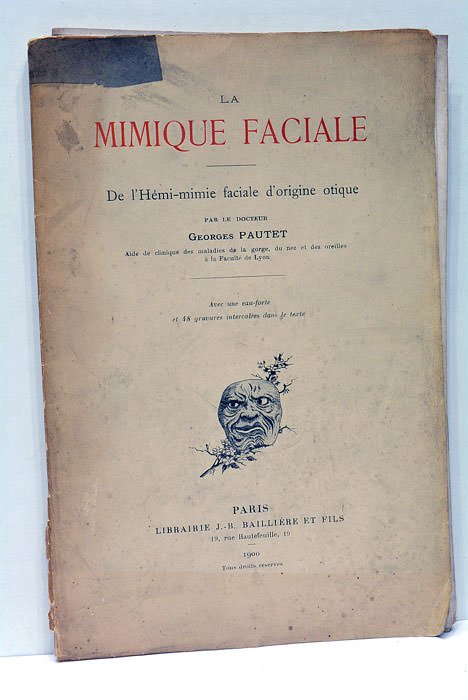 LA
MIMIQUE FACIALE
De l'Hémi-mimie faciale d'origine otique
PAR LE DOCTEUR
GEORGES PAUTET
Aide de clinique des maladies de la gorge, du nez et des oreilles
à la Faculté de Lyon
Avec une eau-forte
et 48 gravures intercalées dans le texte
PARIS
LIBRAIRIE J.-B. BAILLIÈRE ET FILS
19, rue Hautefeuille, 19
1900
Tous droits réservés